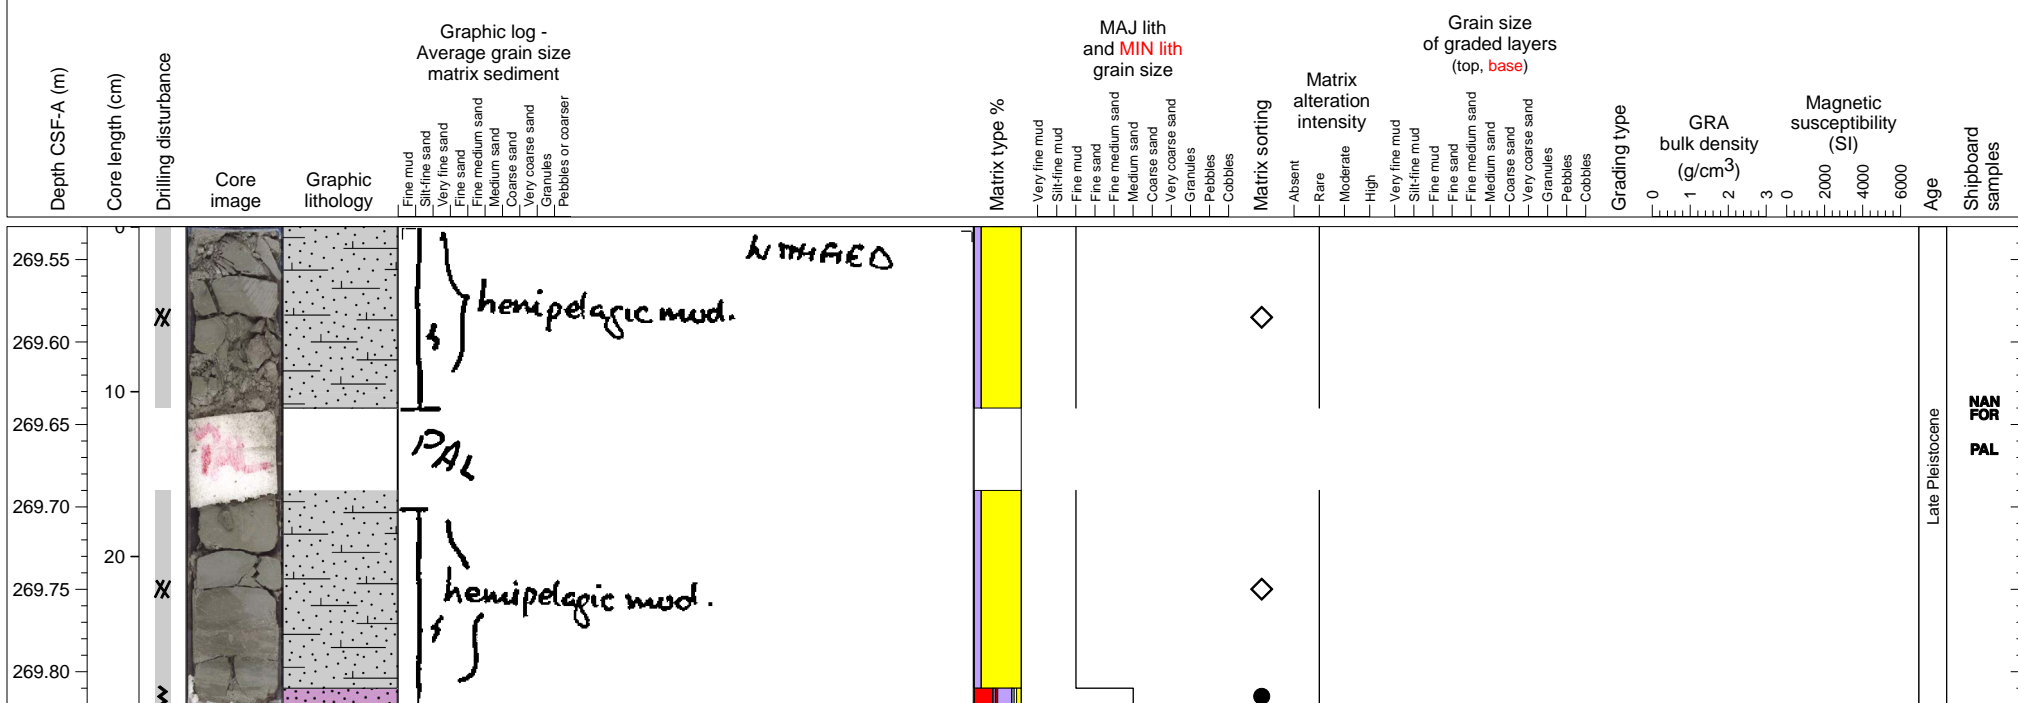 Depth CSF-A (m)
Core length (cm)
Drilling disturbance
Core
image
Graphic
lithology
Graphic log -
Average grain size
matrix sediment
Fine mud
Silt-fine sand
Very fine sand
Fine sand
Fine medium sand
Medium sand
Coarse sand
Very coarse sand
Granules
Pebbles or coarser
Matrix type %
MAJ lith
and MIN lith
grain size
Very fine mud
Silt-fine mud
Fine mud
Fine sand
Fine medium sand
Medium sand
Coarse sand
Very coarse sand
Granules
Pebbles
Cobbles
Matrix sorting
Matrix
alteration
intensity
Absent
Rare
Moderate
High
Grain size
of graded layers
(top, base)
Very fine mud
Silt-fine mud
Fine mud
Fine sand
Fine medium sand
Medium sand
Coarse sand
Very coarse sand
Granules
Pebbles
Cobbles
Grading type
GRA
bulk density
(g/cm3)
0 1 2 3
Magnetic
susceptibility
(SI)
0 2000 4000 6000
Age
Shipboard
samples
0
269.55
hemipelagic mud.
269.60
10
269.65
PAL
NAN
FOR
PAL
Late Pleistocene
269.70
20
269.75
hemipelagic mud.
269.80